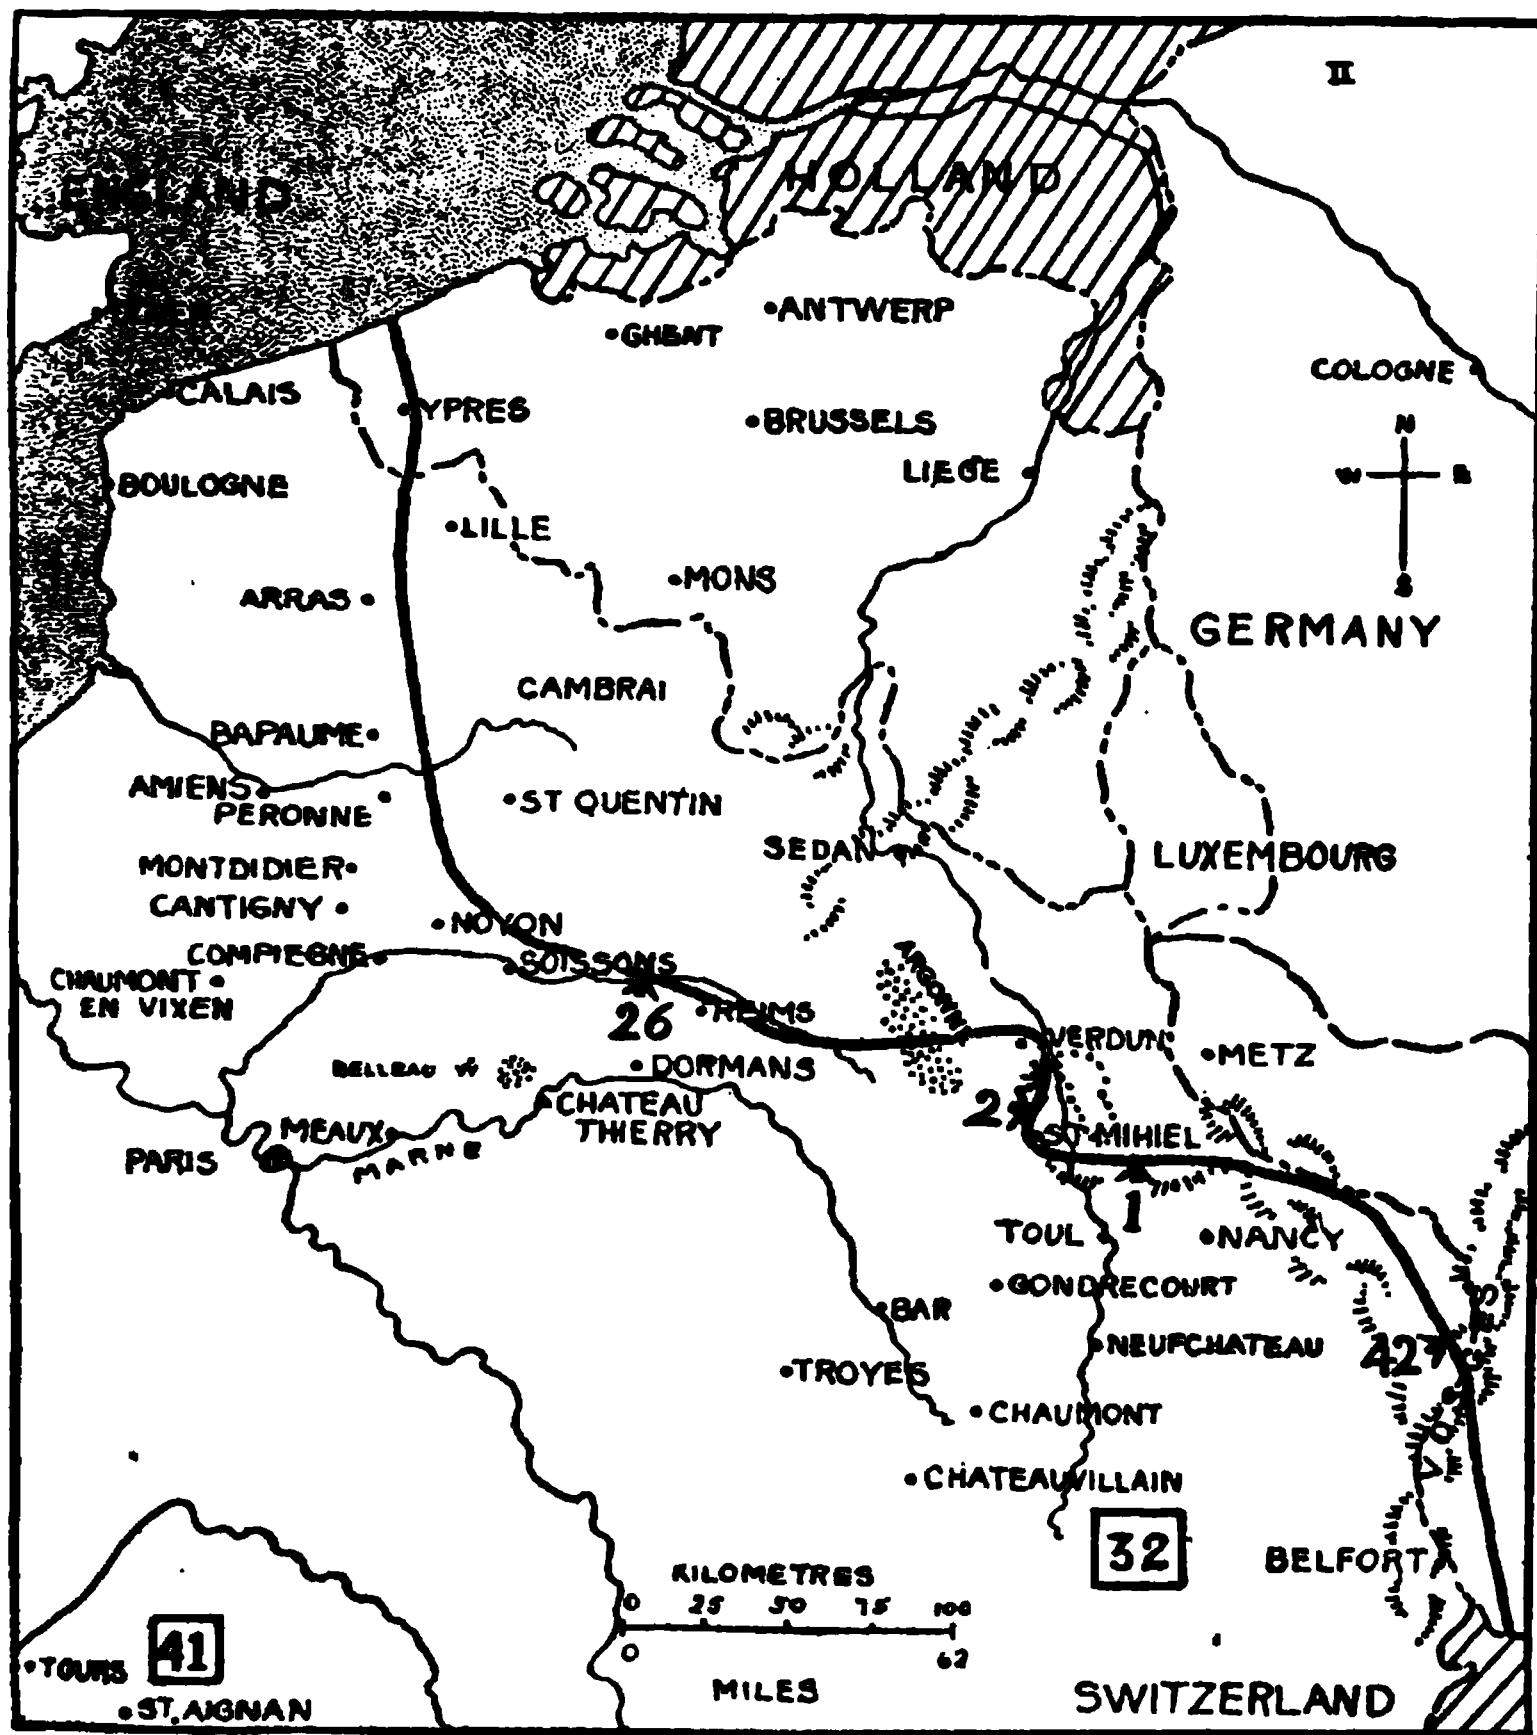 II
HOLLAND
ENGLAND
ANTWERP
GHENT
COLOGNE
CALAIS
YPRES
BRUSSELS
N
W E
S
LIEGE
BOULOGNE
LILLE
MONS
ARRAS
GERMANY
CAMBRAI
BAPAUME
AMIENS
PERONNE
ST QUENTIN
SEDAN
LUXEMBOURG
MONTDIDIER
CANTIGNY
NOYON
COMPIEGNE
SOISSONS
ARGONNE
CHAUMONT
EN VIXEN
26
REIMS
VERDUN
METZ
BELLEAU W
DORMANS
CHATEAU
THIERRY
MEAUX
MARNE
PARIS
2
ST MIHIEL
1
TOUL
NANCY
GONDRECOURT
BAR
NEUFCHATEAU
42
VOSGES
TROYES
CHAUMONT
CHATEAUVILLAIN
32
BELFORT
KILOMETRES
0 25 50 75 100
0 62
MILES
41
TOURS
ST. AIGNAN
SWITZERLAND